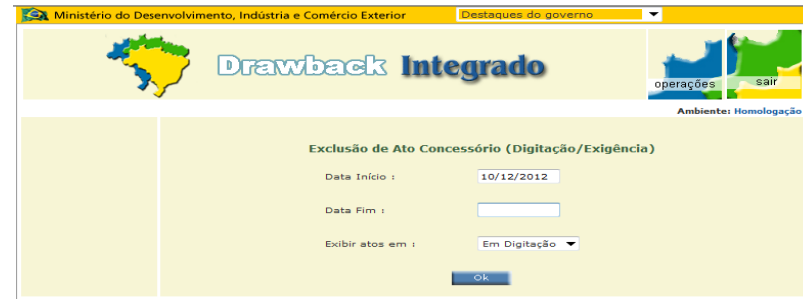 Ministério do Desenvolvimento, Indústria e Comércio Exterior Destaques do governo
Drawback Integrado
operações sair
Ambiente: Homologação
Exclusão de Ato Concessório (Digitação/Exigência)
Data Início : 10/12/2012
Data Fim :
Exibir atos em : Em Digitação
Ok